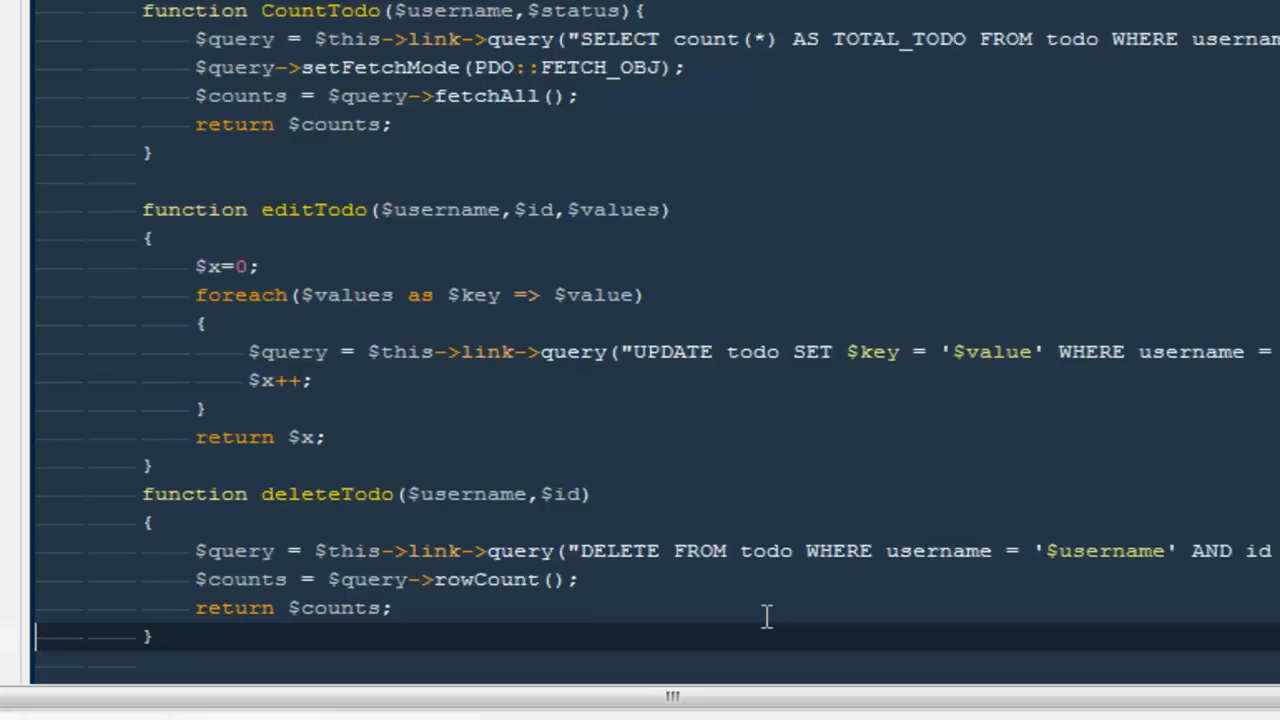 function CountTodo($username,$status){
$query = $this->link->query("SELECT count(*) AS TOTAL_TODO FROM todo WHERE usernam
$query->setFetchMode(PDO::FETCH_OBJ);
$counts = $query->fetchAll();
return $counts;
}
function editTodo($username,$id,$values)
{
$x=0;
foreach($values as $key => $value)
{
$query = $this->link->query("UPDATE todo SET $key = '$value' WHERE username =
$x++;
}
return $x;
}
function deleteTodo($username,$id)
{
$query = $this->link->query("DELETE FROM todo WHERE username = '$username' AND id
$counts = $query->rowCount();
return $counts;
}